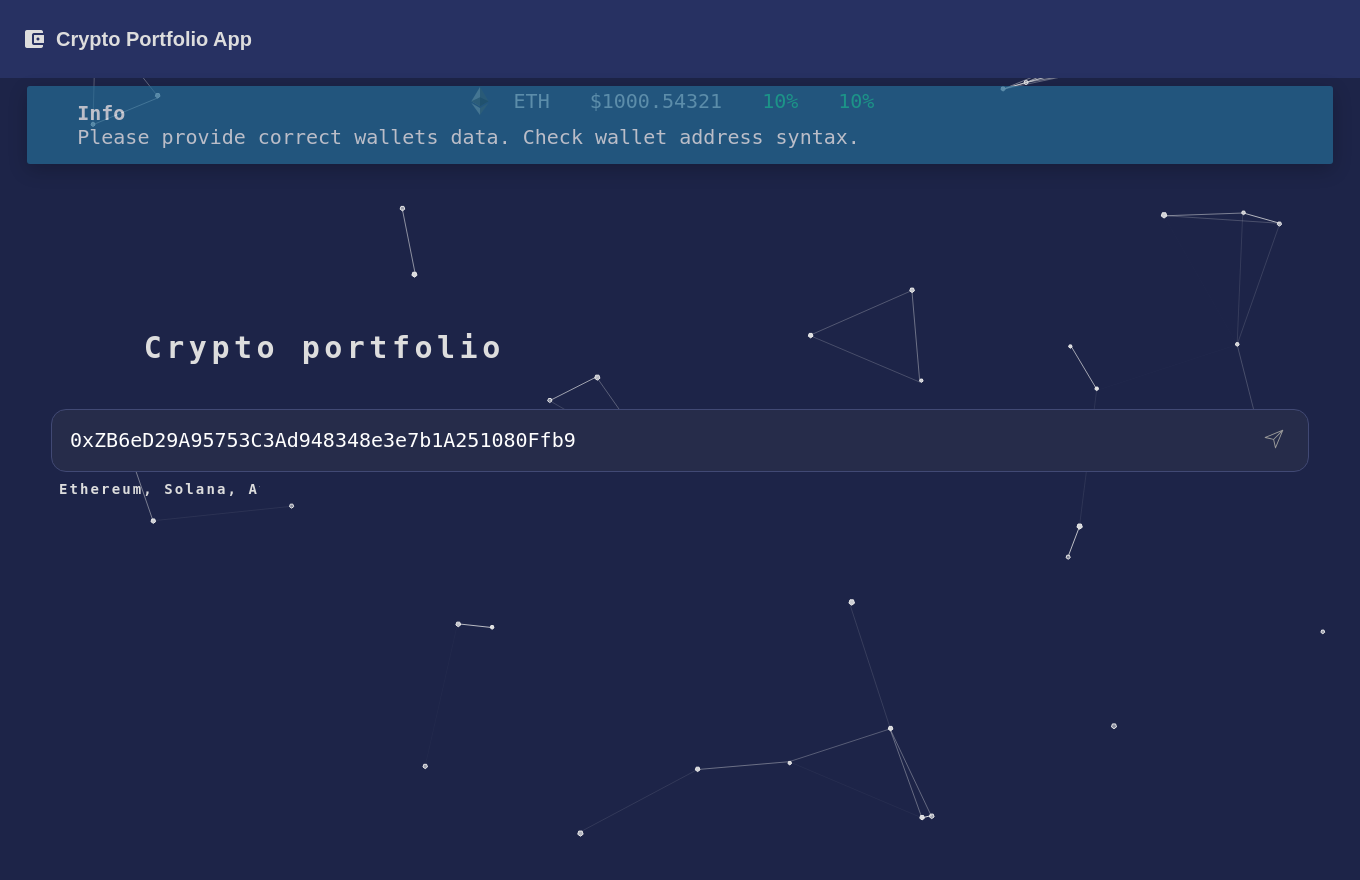 Crypto Portfolio App
ETH $1000.54321 10% 10%
Info
Please provide correct wallets data. Check wallet address syntax.
Crypto portfolio
0xZB6eD29A95753C3Ad948348e3e7b1A251080Ffb9
Ethereum, Solana, A